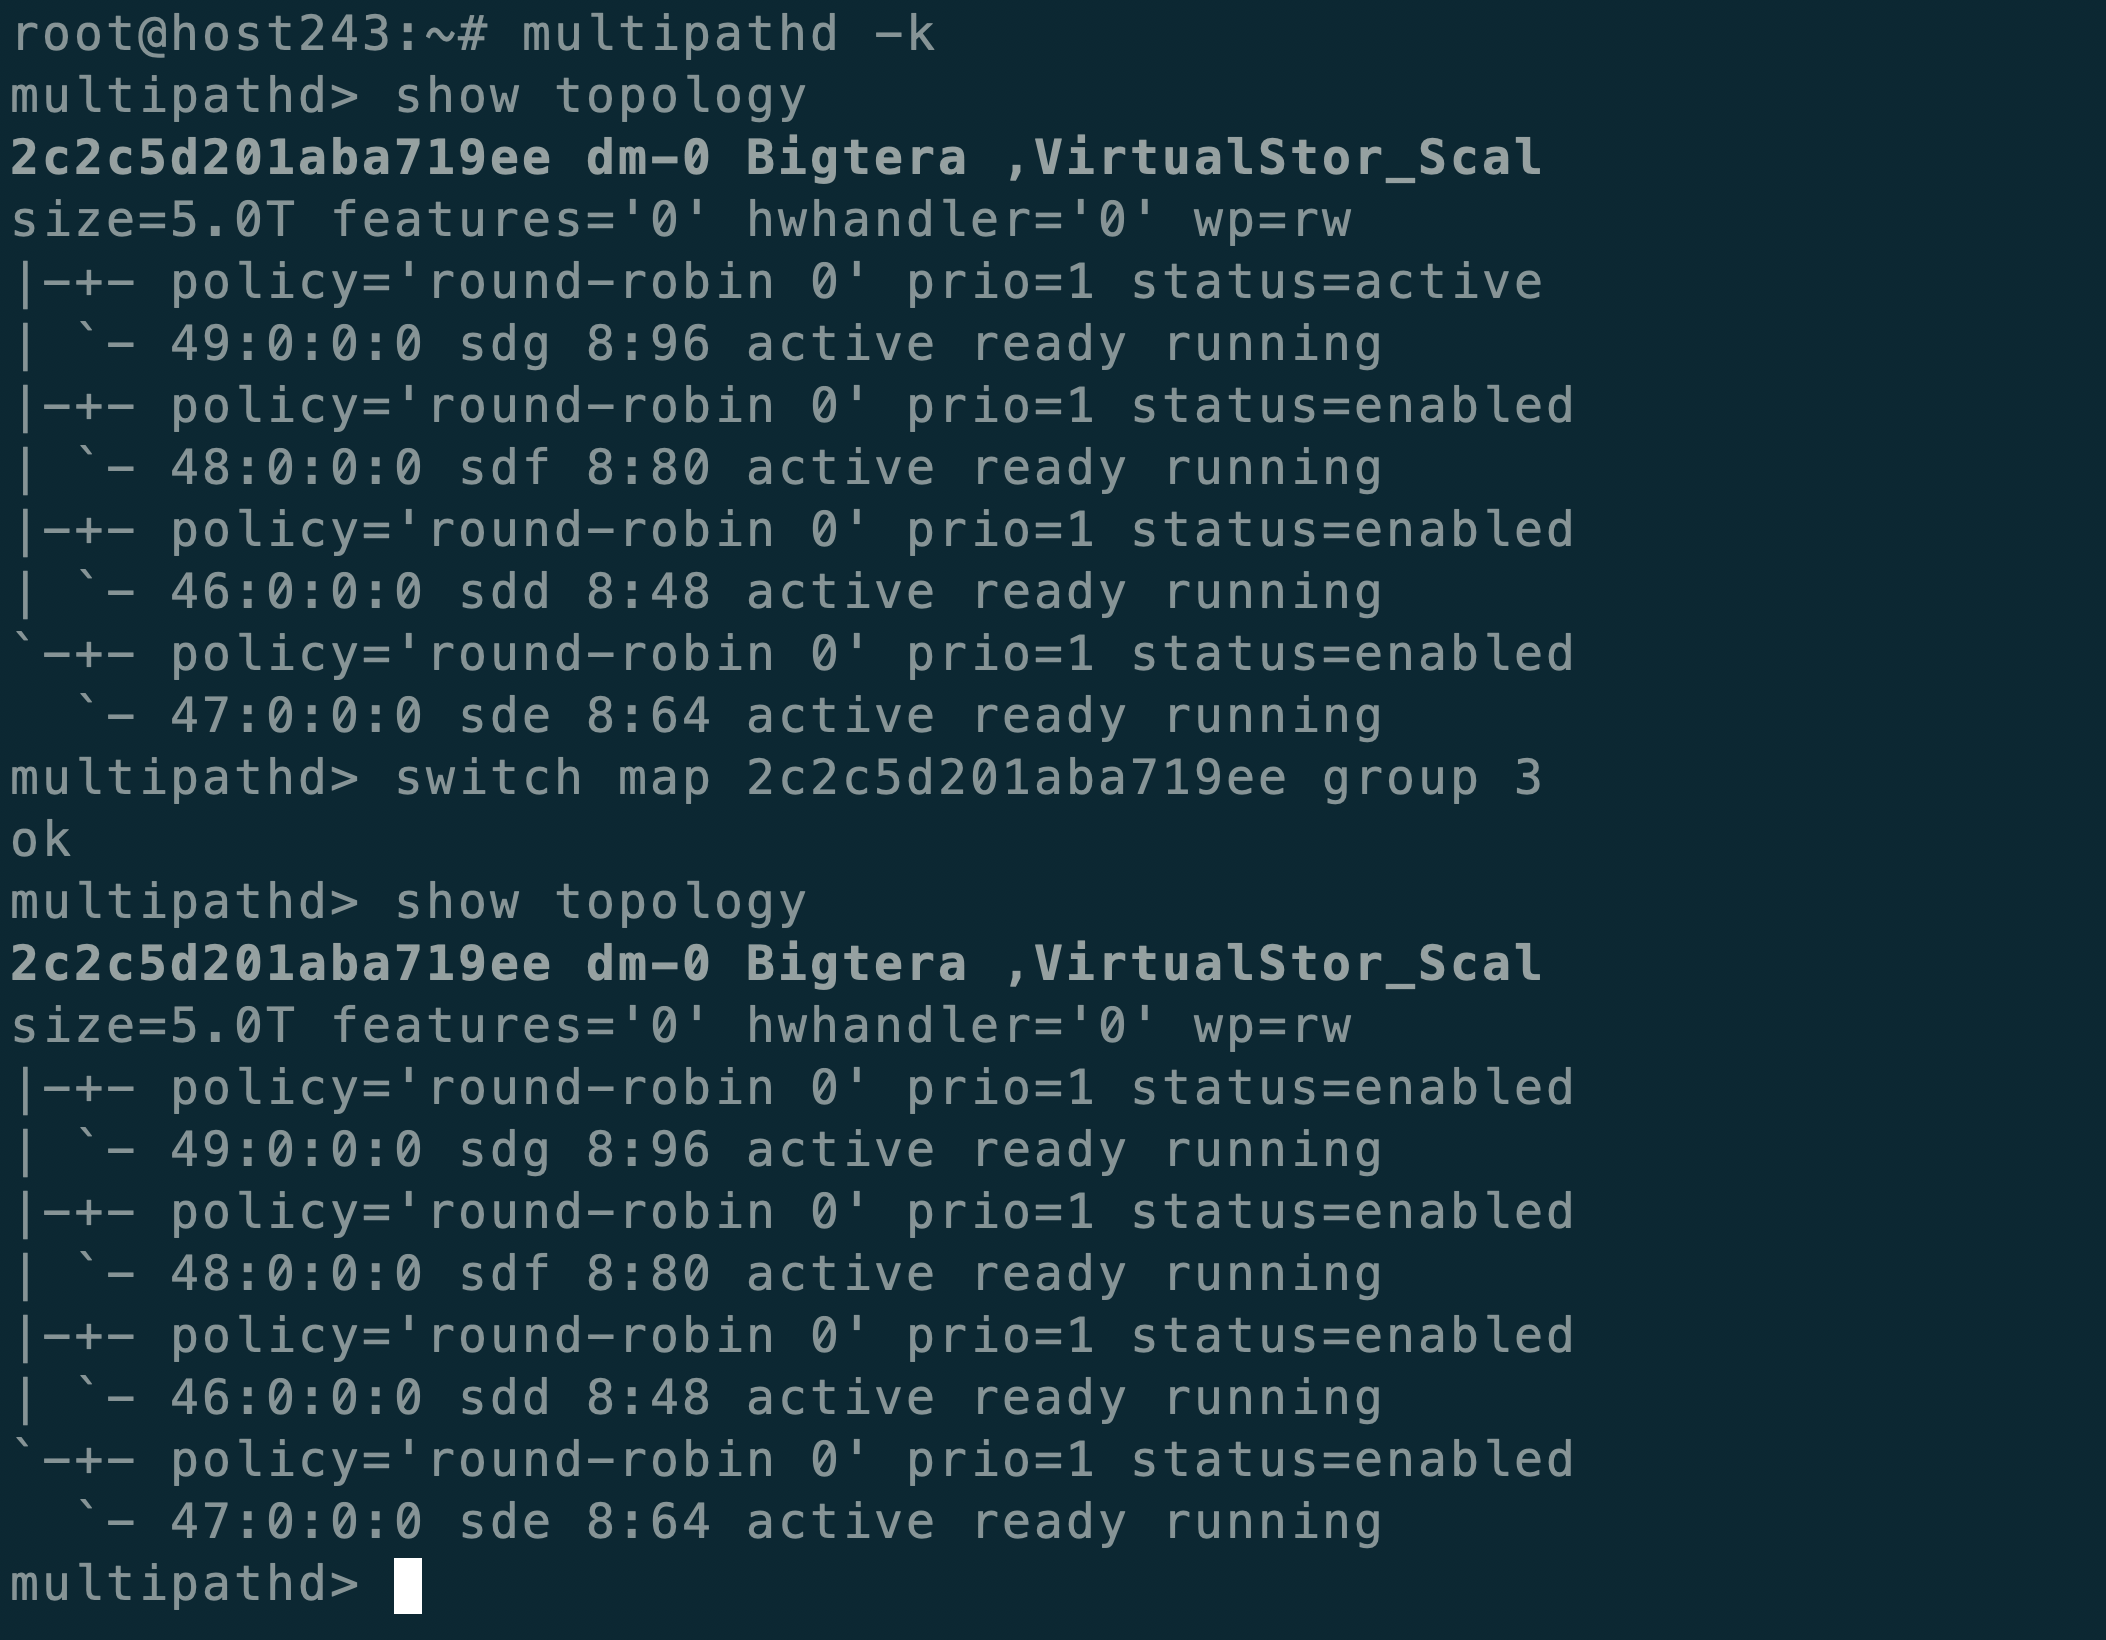 root@host243:~# multipathd -k
multipathd> show topology
2c2c5d201aba719ee dm-0 Bigtera ,VirtualStor_Scal
size=5.0T features='0' hwhandler='0' wp=rw
|-+- policy='round-robin 0' prio=1 status=active
| `- 49:0:0:0 sdg 8:96 active ready running
|-+- policy='round-robin 0' prio=1 status=enabled
| `- 48:0:0:0 sdf 8:80 active ready running
|-+- policy='round-robin 0' prio=1 status=enabled
| `- 46:0:0:0 sdd 8:48 active ready running
`-+- policy='round-robin 0' prio=1 status=enabled
  `- 47:0:0:0 sde 8:64 active ready running
multipathd> switch map 2c2c5d201aba719ee group 3
ok
multipathd> show topology
2c2c5d201aba719ee dm-0 Bigtera ,VirtualStor_Scal
size=5.0T features='0' hwhandler='0' wp=rw
|-+- policy='round-robin 0' prio=1 status=enabled
| `- 49:0:0:0 sdg 8:96 active ready running
|-+- policy='round-robin 0' prio=1 status=enabled
| `- 48:0:0:0 sdf 8:80 active ready running
|-+- policy='round-robin 0' prio=1 status=enabled
| `- 46:0:0:0 sdd 8:48 active ready running
`-+- policy='round-robin 0' prio=1 status=enabled
  `- 47:0:0:0 sde 8:64 active ready running
multipathd>